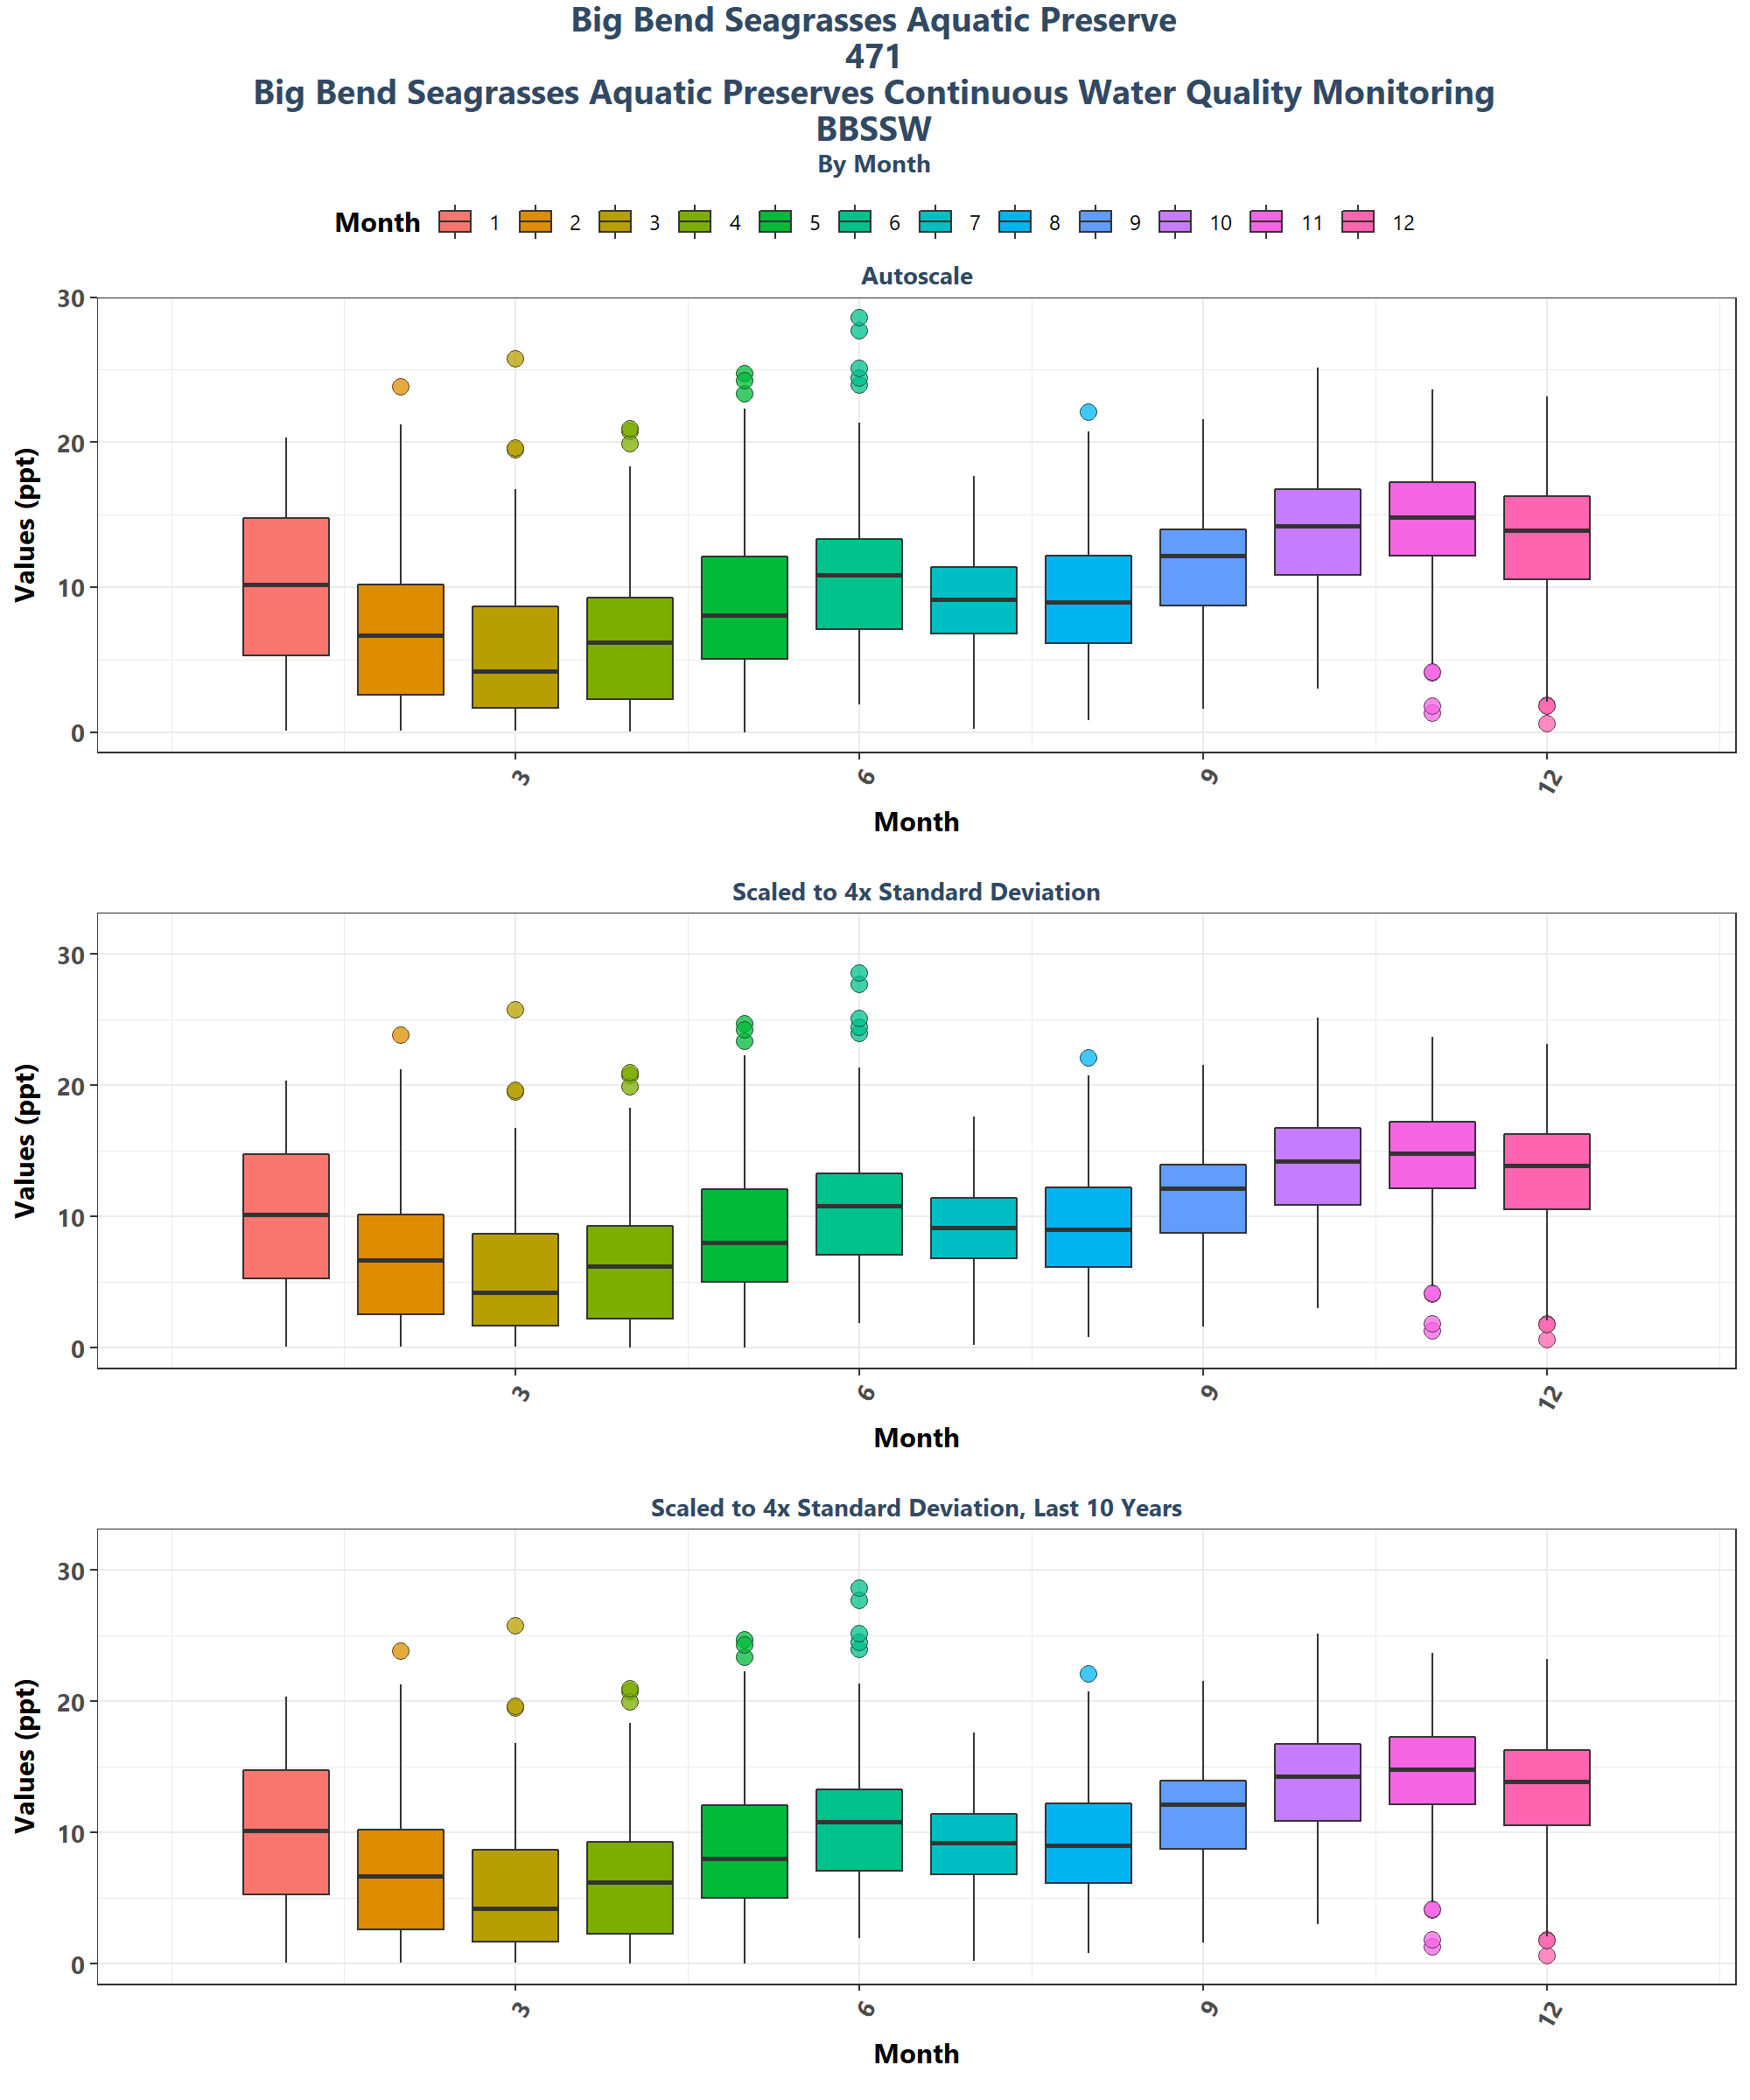 Big Bend Seagrasses Aquatic Preserve
471
Big Bend Seagrasses Aquatic Preserves Continuous Water Quality Monitoring
BBSSW
By Month
Month 1 2 3 4 5 6 7 8 9 10 11 12
Autoscale
Values (ppt)
30
20
10
0
3 6 9 12
Month
Scaled to 4x Standard Deviation
Values (ppt)
30
20
10
0
3 6 9 12
Month
Scaled to 4x Standard Deviation, Last 10 Years
Values (ppt)
30
20
10
0
3 6 9 12
Month